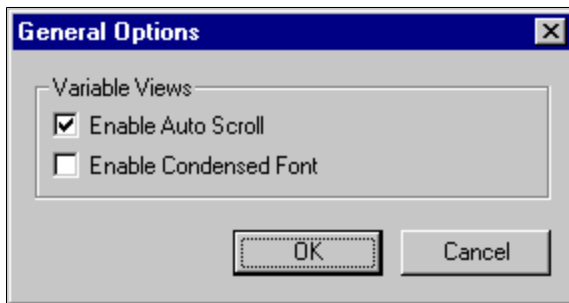 General Options
Variable Views
Enable Auto Scroll
Enable Condensed Font
OK
Cancel